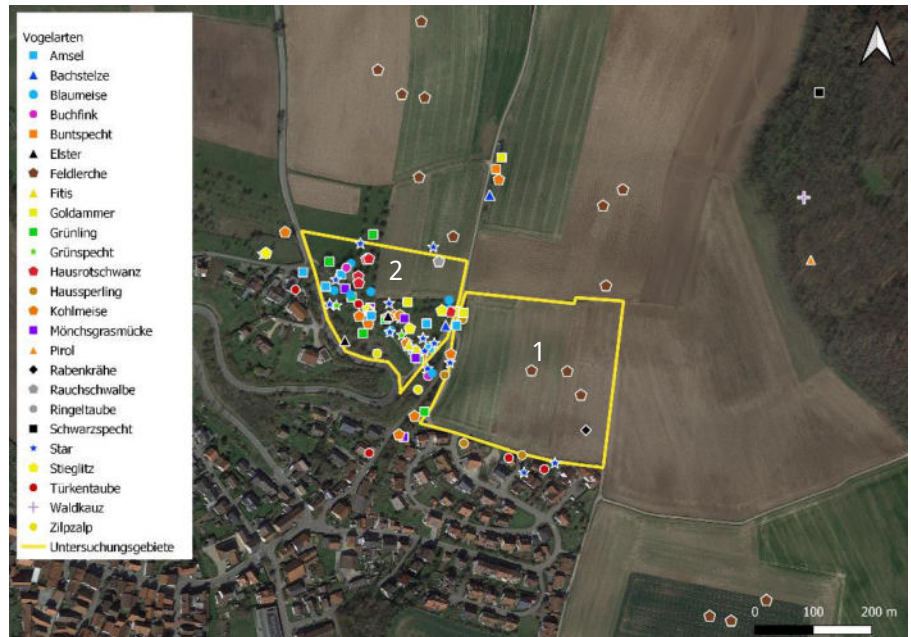 Vogelarten
Amsel
Bachstelze
Blaumeise
Buchfink
Buntspecht
Elster
Feldlerche
Fitis
Goldammer
Grünling
Grünspecht
Hausrotschwanz
Haussperling
Kohlmeise
Mönchsgrasmücke
Pirol
Rabenkrähe
Rauchschwalbe
Ringeltaube
Schwarzspecht
Star
Stieglitz
Türkentaube
Waldkauz
Zilpzalp
Untersuchungsgebiete
2
1
0 100 200 m